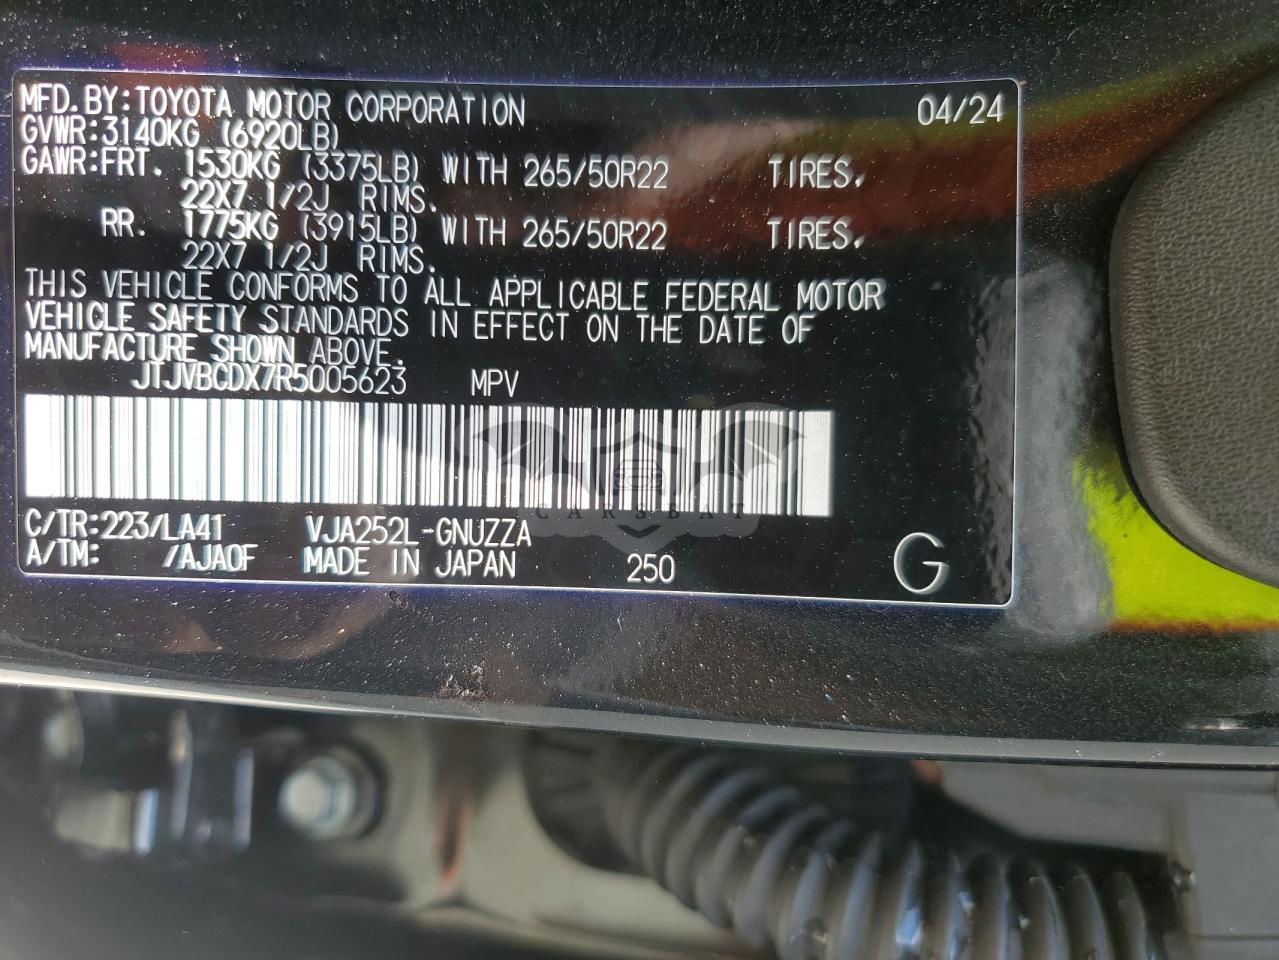 MFD.BY:TOYOTA MOTOR CORPORATION 04/24
GVWR:3140KG (6920LB)
GAWR:FRT. 1530KG (3375LB) WITH 265/50R22 TIRES,
22X7 1/2J RIMS.
RR. 1775KG (3915LB) WITH 265/50R22 TIRES,
22X7 1/2J RIMS.
THIS VEHICLE CONFORMS TO ALL APPLICABLE FEDERAL MOTOR
VEHICLE SAFETY STANDARDS IN EFFECT ON THE DATE OF
MANUFACTURE SHOWN ABOVE.
JTJVBCDX7R5005623 MPV
CARSBAT
C/TR:223/LA41 VJA252L-GNUZZA
A/TM: /AJA0F MADE IN JAPAN 250 G